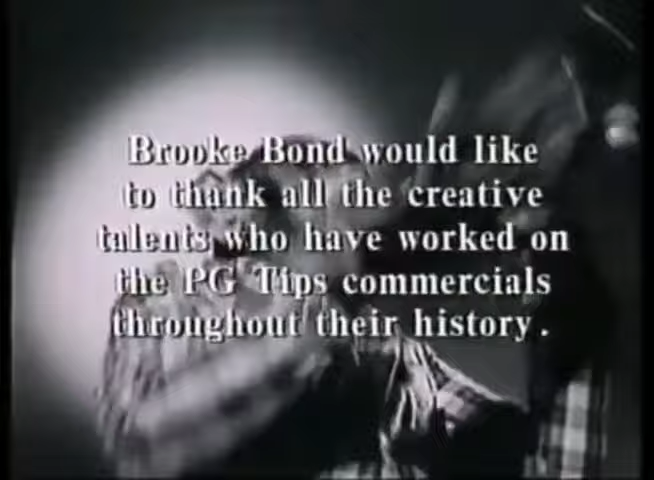 Brooke Bond would like
to thank all the creative
talents who have worked on
the PG Tips commercials
throughout their history.